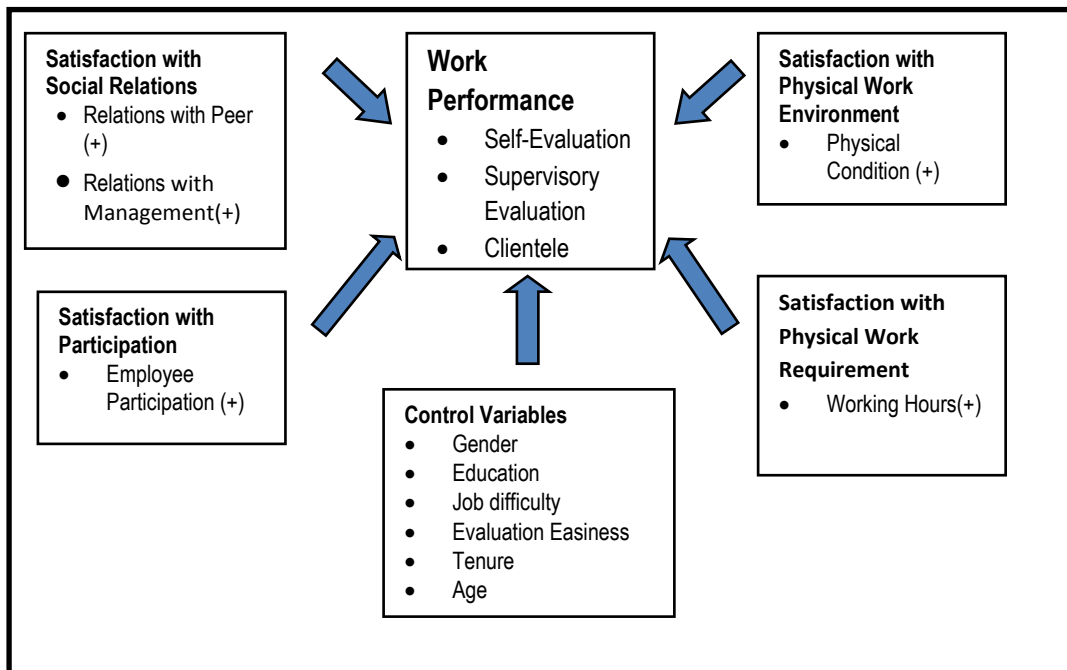 Satisfaction with
Social Relations
• Relations with Peer
(+)
• Relations with
Management(+)
Work
Performance
• Self-Evaluation
• Supervisory
Evaluation
• Clientele
Satisfaction with
Physical Work
Environment
• Physical
Condition (+)
Satisfaction with
Participation
• Employee
Participation (+)
Satisfaction with
Physical Work
Requirement
• Working Hours(+)
Control Variables
• Gender
• Education
• Job difficulty
• Evaluation Easiness
• Tenure
• Age